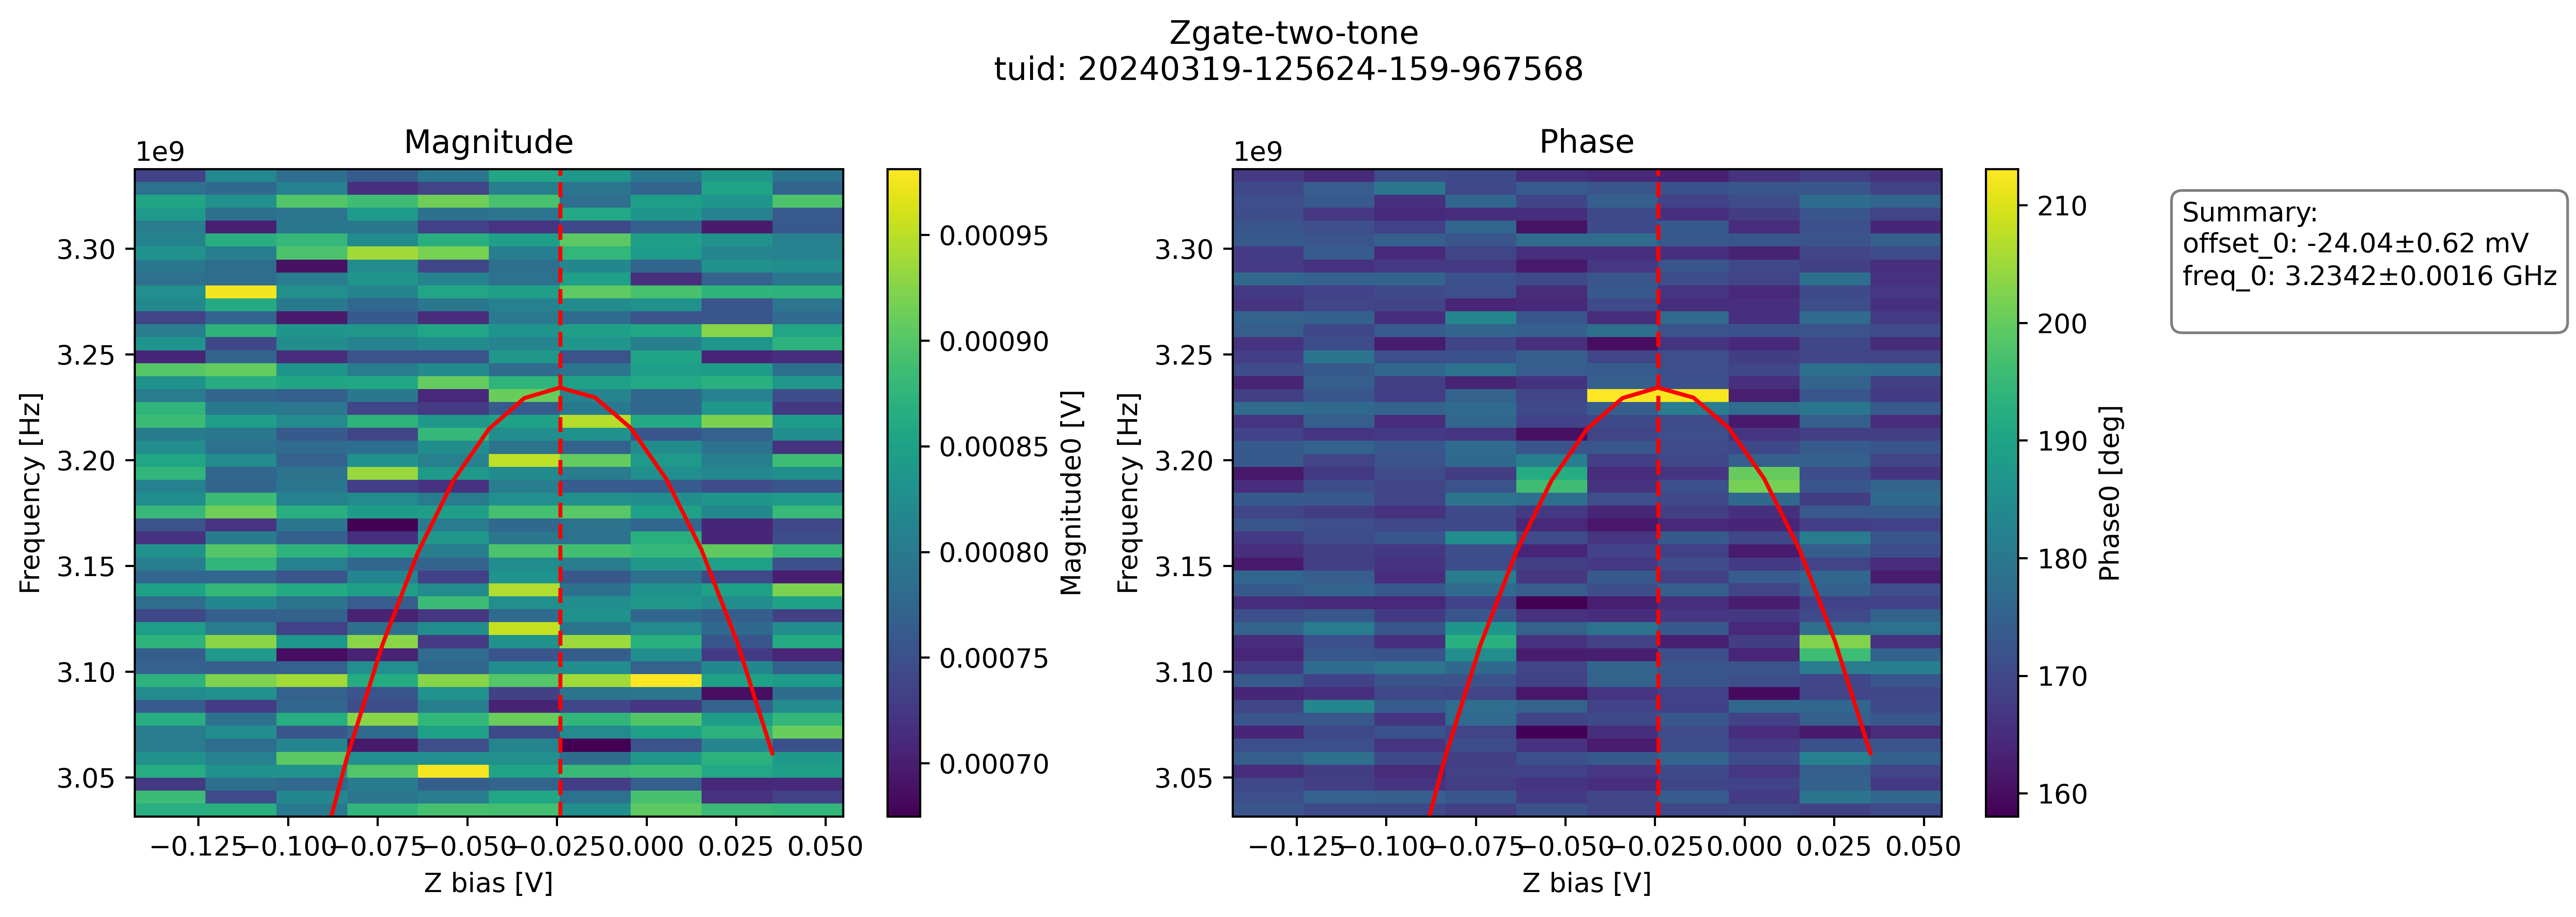 Zgate-two-tone
tuid: 20240319-125624-159-967568
Magnitude
1e9
3.30
3.25
3.20
3.15
3.10
3.05
Frequency [Hz]
−0.125
−0.100
−0.075
−0.050
−0.025
0.000
0.025
0.050
Z bias [V]
0.00095
0.00090
0.00085
0.00080
0.00075
0.00070
Magnitude0 [V]
Phase
1e9
3.30
3.25
3.20
3.15
3.10
3.05
Frequency [Hz]
−0.125
−0.100
−0.075
−0.050
−0.025
0.000
0.025
0.050
Z bias [V]
210
200
190
180
170
160
Phase0 [deg]
Summary:
offset_0: -24.04±0.62 mV
freq_0: 3.2342±0.0016 GHz